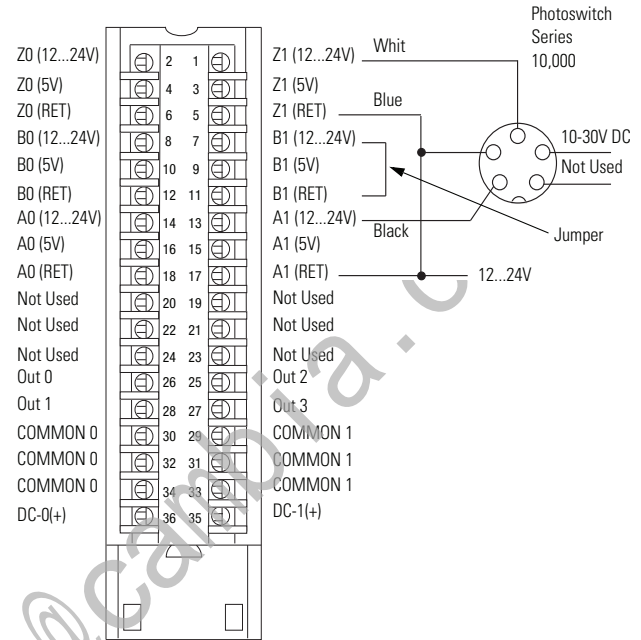 Photoswitch
Series
10,000
Z0 (12...24V) 2 1 Z1 (12...24V) Whit
Z0 (5V) 4 3 Z1 (5V)
Z0 (RET) 6 5 Z1 (RET) Blue
B0 (12...24V) 8 7 B1 (12...24V) 10-30V DC
B0 (5V) 10 9 B1 (5V) Not Used
B0 (RET) 12 11 B1 (RET)
A0 (12...24V) 14 13 A1 (12...24V) Black Jumper
A0 (5V) 16 15 A1 (5V)
A0 (RET) 18 17 A1 (RET) 12...24V
Not Used 20 19 Not Used
Not Used 22 21 Not Used
Not Used 24 23 Not Used
Out 0 26 25 Out 2
Out 1 28 27 Out 3
COMMON 0 30 29 COMMON 1
COMMON 0 32 31 COMMON 1
COMMON 0 34 33 COMMON 1
DC-0(+) 36 35 DC-1(+)
@cambia.c